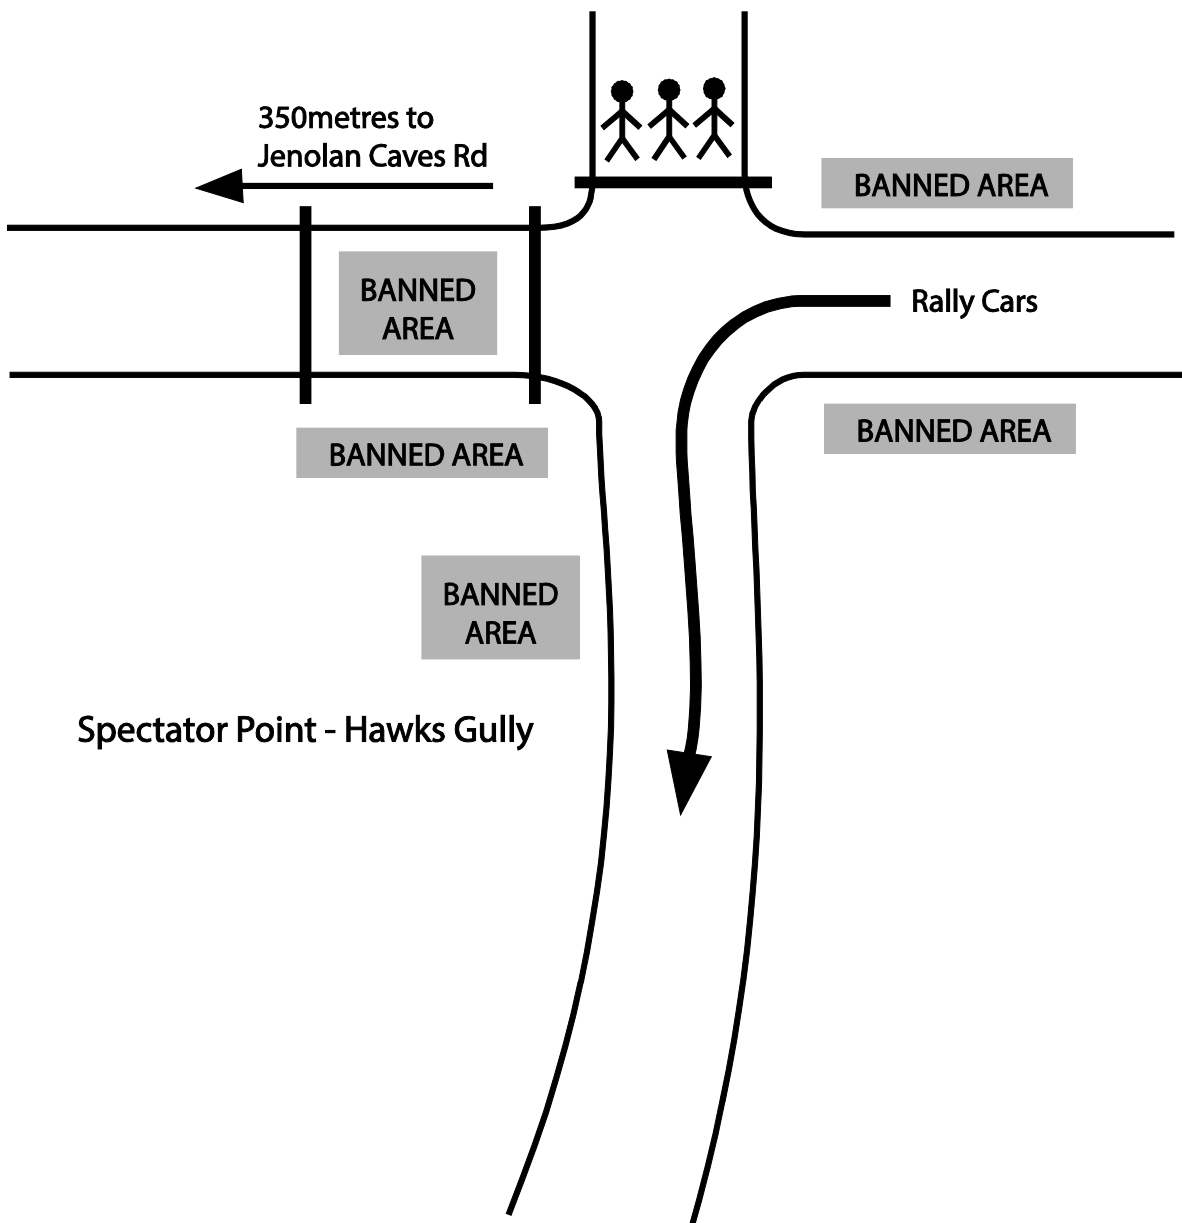 350metres to
Jenolan Caves Rd
BANNED AREA
BANNED
AREA
Rally Cars
BANNED AREA
BANNED AREA
BANNED
AREA
Spectator Point - Hawks Gully